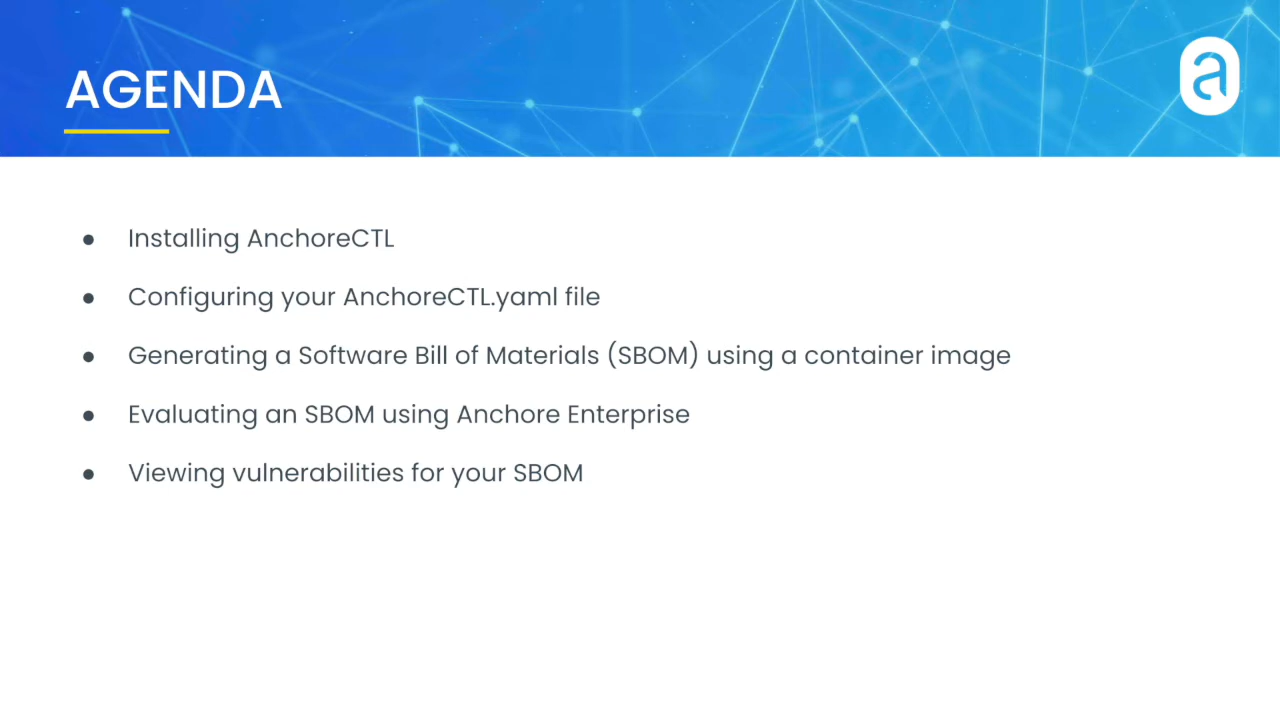 AGENDA
a
● Installing AnchoreCTL
● Configuring your AnchoreCTL.yaml file
● Generating a Software Bill of Materials (SBOM) using a container image
● Evaluating an SBOM using Anchore Enterprise
● Viewing vulnerabilities for your SBOM